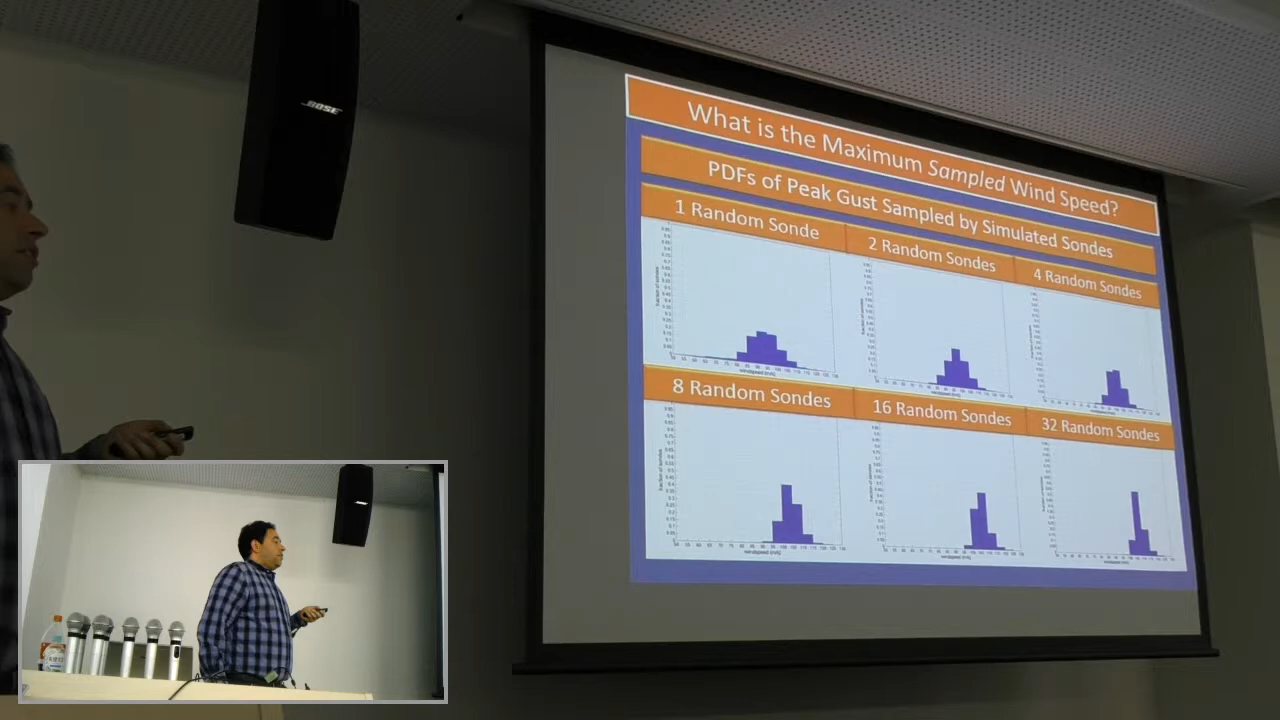 BOSE
What is the Maximum Sampled Wind Speed?
PDFs of Peak Gust Sampled by Simulated Sondes
1 Random Sonde
2 Random Sondes
4 Random Sondes
8 Random Sondes
16 Random Sondes
32 Random Sondes